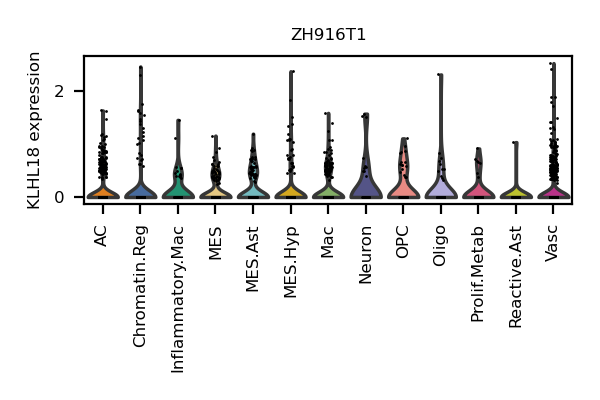 ZH916T1
KLHL18 expression
2
0
AC
Chromatin.Reg
Inflammatory.Mac
MES
MES.Ast
MES.Hyp
Mac
Neuron
OPC
Oligo
Prolif.Metab
Reactive.Ast
Vasc